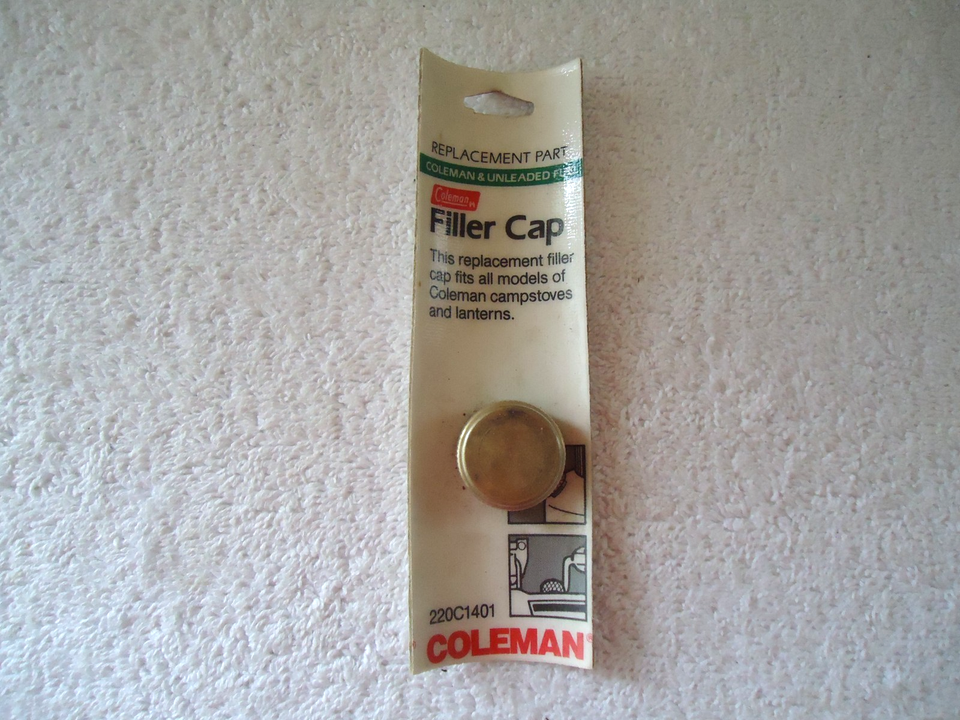 REPLACEMENT PART
COLEMAN & UNLEADED FUEL
Coleman
Filler Cap
This replacement filler
cap fits all models of
Coleman campstoves
and lanterns.
220C1401
COLEMAN®